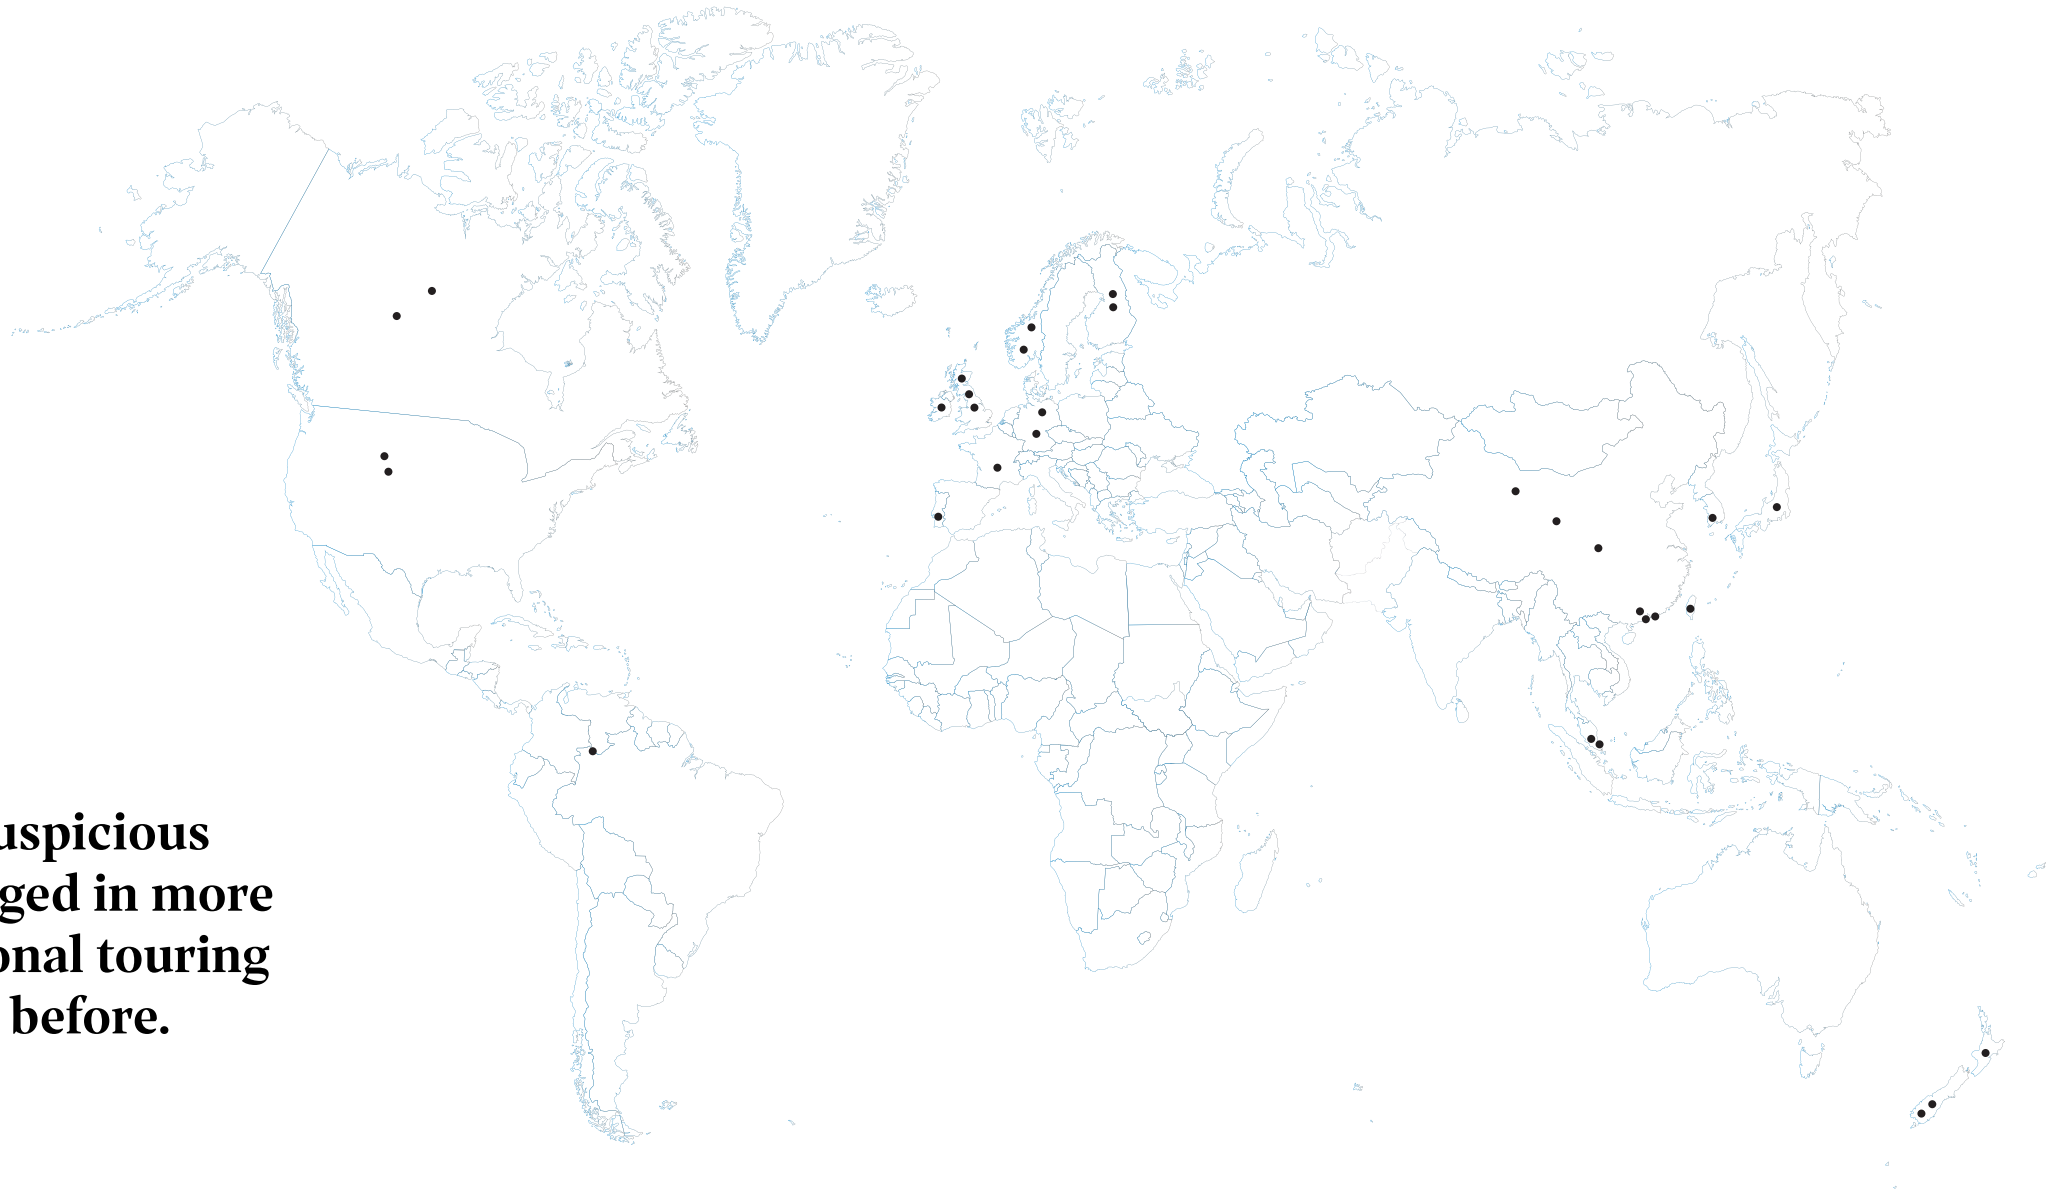 uspicious
ged in more
onal touring
before.